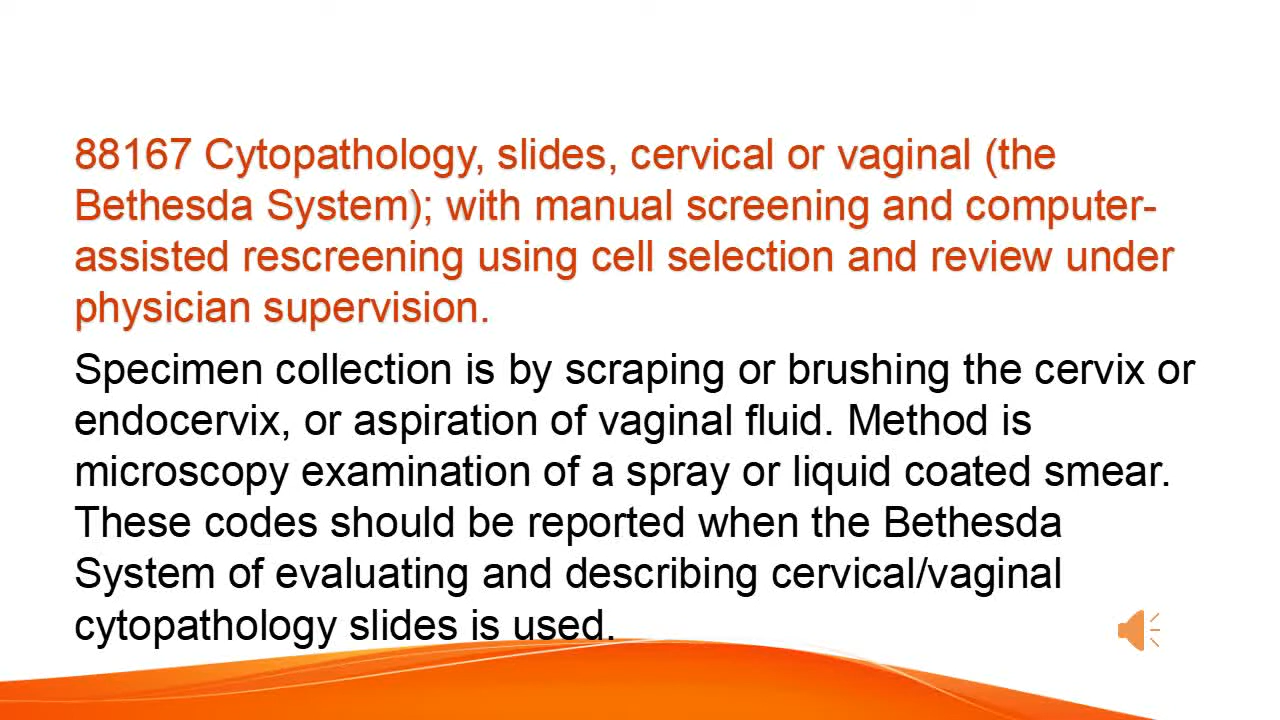 88167 Cytopathology, slides, cervical or vaginal (the
Bethesda System); with manual screening and computer-
assisted rescreening using cell selection and review under
physician supervision.
Specimen collection is by scraping or brushing the cervix or
endocervix, or aspiration of vaginal fluid. Method is
microscopy examination of a spray or liquid coated smear.
These codes should be reported when the Bethesda
System of evaluating and describing cervical/vaginal
cytopathology slides is used.